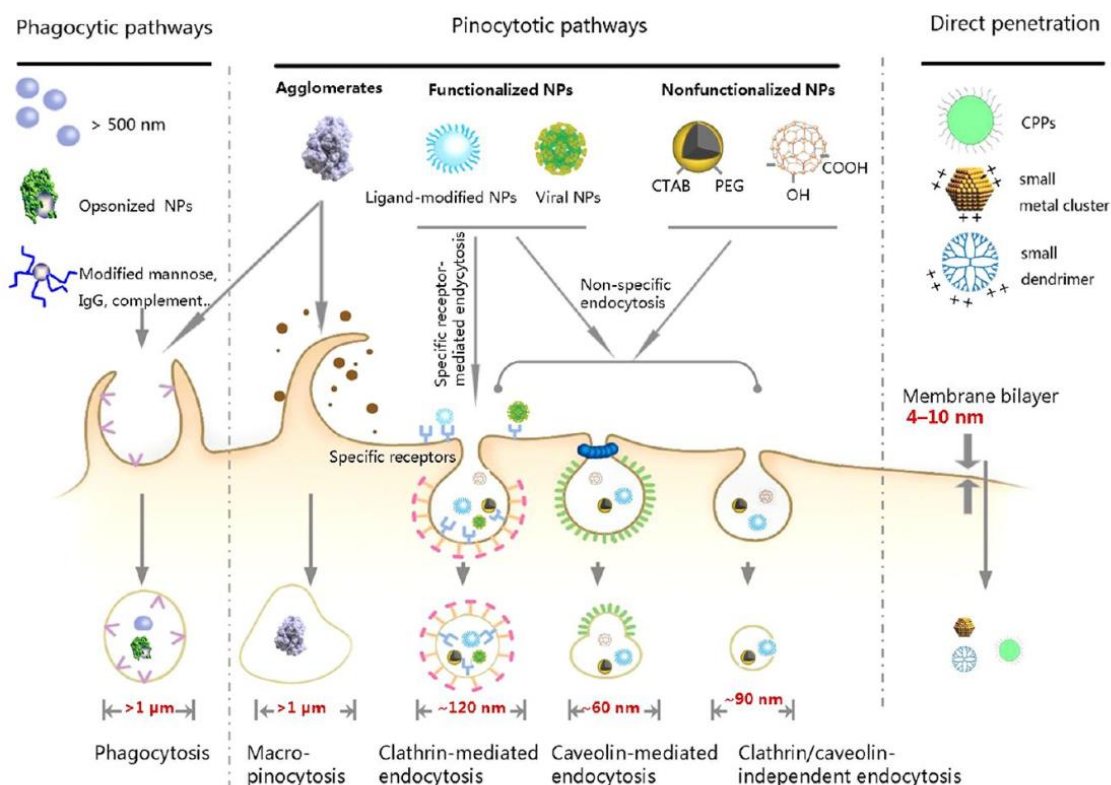 Phagocytic pathways
Pinocytotic pathways
Direct penetration
> 500 nm
Opsonized NPs
Modified mannose,
IgG, complement..
Agglomerates
Functionalized NPs
Nonfunctionalized NPs
Ligand-modified NPs
Viral NPs
CTAB
PEG
OH
COOH
CPPs
++
++
++
small
metal cluster
small
dendrimer
++
++
++
Specific receptor-
mediated endycytosis
Non-specific
endocytosis
Specific receptors
Membrane bilayer
4–10 nm
>1 μm
>1 μm
~120 nm
~60 nm
~90 nm
Phagocytosis
Macro-
pinocytosis
Clathrin-mediated
endocytosis
Caveolin-mediated
endocytosis
Clathrin/caveolin-
independent endocytosis